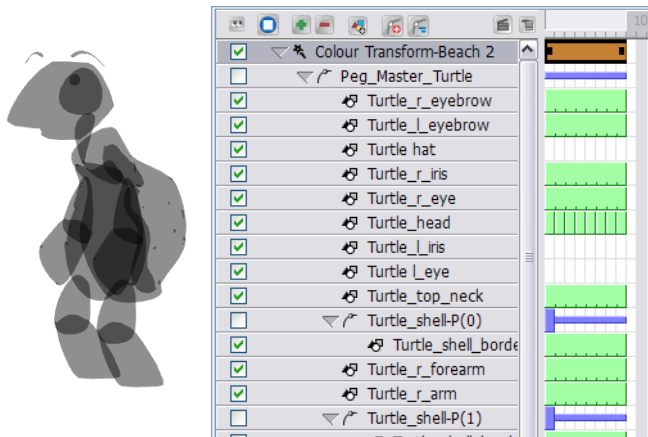 10
Colour Transform-Beach 2
Peg_Master_Turtle
Turtle_r_eyebrow
Turtle_l_eyebrow
Turtle hat
Turtle_r_iris
Turtle_r_eye
Turtle_head
Turtle_l_iris
Turtle l_eye
Turtle_top_neck
Turtle_shell-P(0)
Turtle_shell_borde
Turtle_r_forearm
Turtle_r_arm
Turtle_shell-P(1)